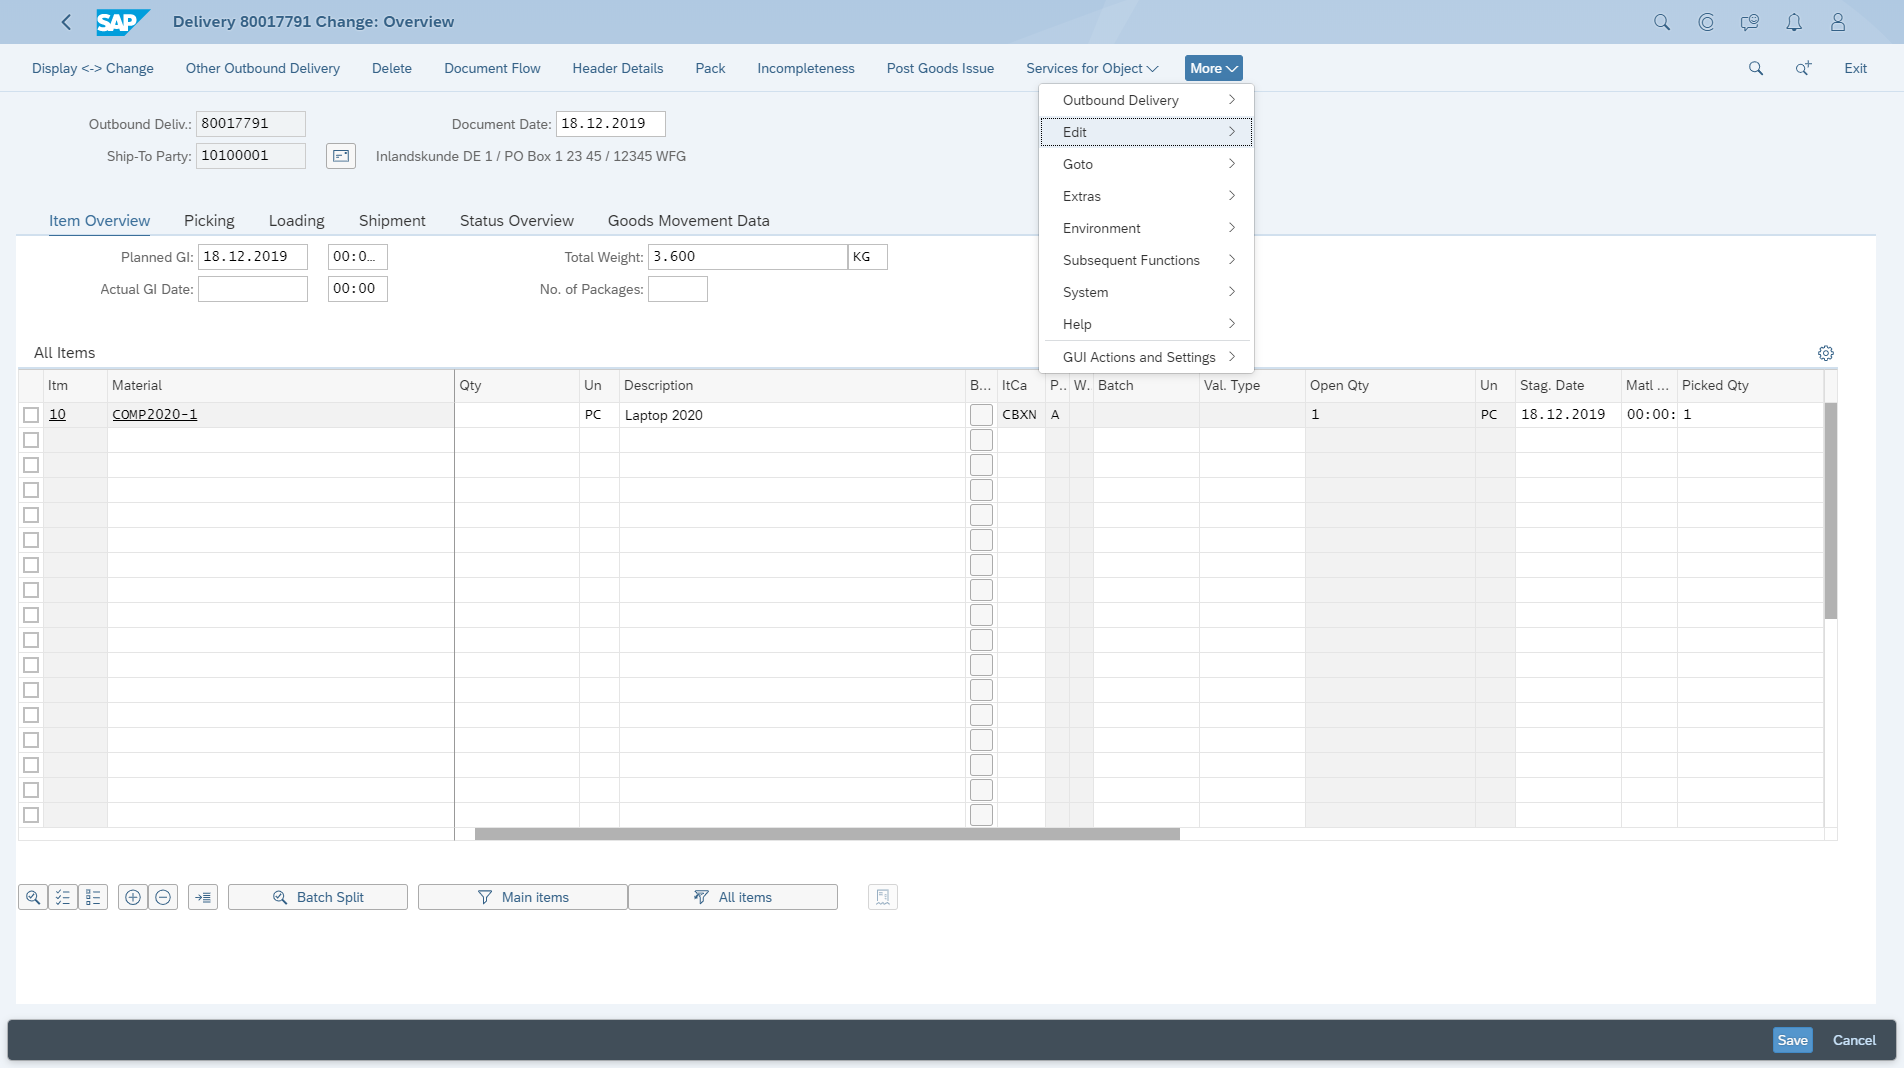 SAP Delivery 80017791 Change: Overview
Display <-> Change Other Outbound Delivery Delete Document Flow Header Details Pack Incompleteness Post Goods Issue Services for Object More Exit
Outbound Delivery
Edit
Goto
Extras
Environment
Subsequent Functions
System
Help
GUI Actions and Settings
Outbound Deliv.: 80017791 Document Date: 18.12.2019
Ship-To Party: 10100001 Inlandskunde DE 1 / PO Box 1 23 45 / 12345 WFG
Item Overview Picking Loading Shipment Status Overview Goods Movement Data
Planned GI: 18.12.2019 00:0... Total Weight: 3.600 KG
Actual GI Date: 00:00 No. of Packages:
All Items
Itm Material Qty Un Description B... ItCa P.. W. Batch Val. Type Open Qty Un Stag. Date Matl ... Picked Qty
10 COMP2020-1 PC Laptop 2020 CBXN A 1 PC 18.12.2019 00:00: 1
Batch Split Main items All items
Save Cancel